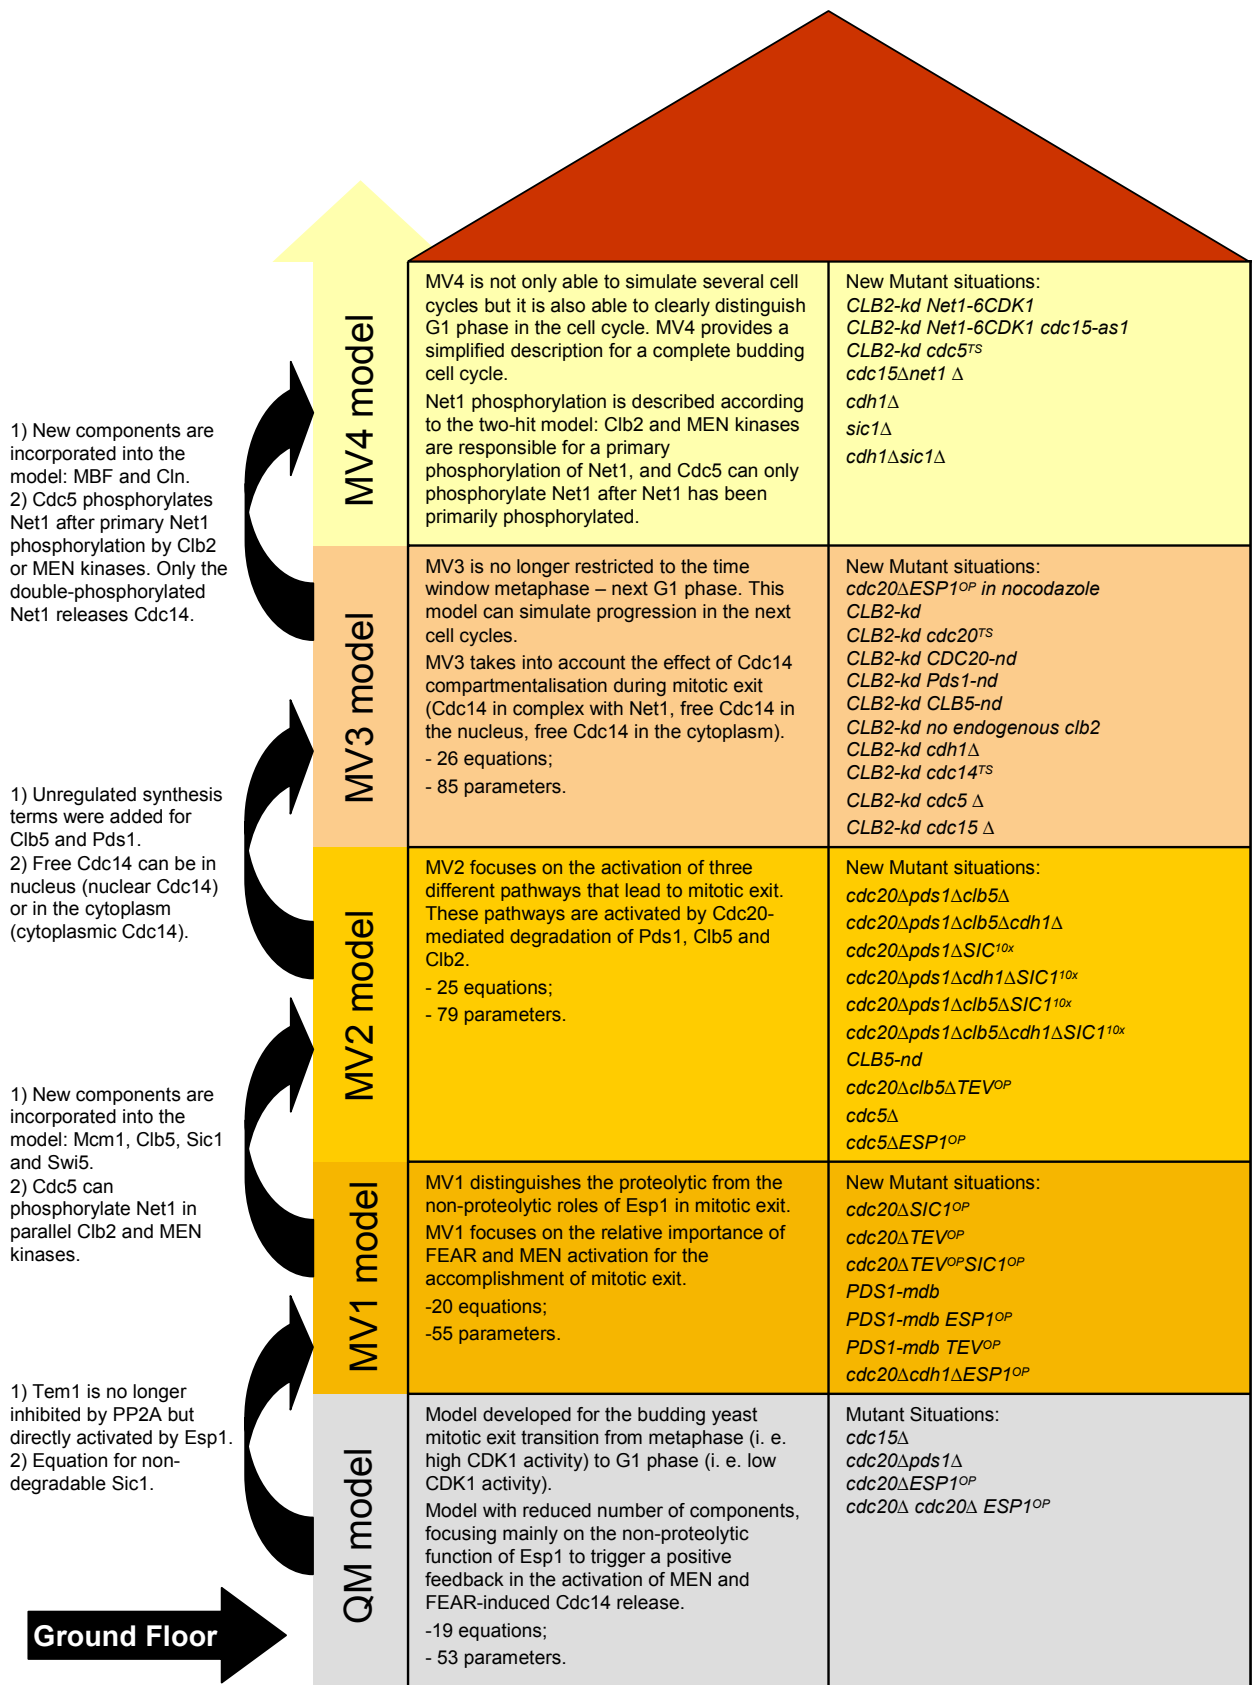 MV4 model
MV4 is not only able to simulate several cell
cycles but it is also able to clearly distinguish
G1 phase in the cell cycle. MV4 provides a
simplified description for a complete budding
cell cycle.
Net1 phosphorylation is described according
to the two-hit model: Clb2 and MEN kinases
are responsible for a primary
phosphorylation of Net1, and Cdc5 can only
phosphorylate Net1 after Net1 has been
primarily phosphorylated.
New Mutant situations:
CLB2-kd Net1-6CDK1
CLB2-kd Net1-6CDK1 cdc15-as1
CLB2-kd cdc5TS
cdc15Δnet1 Δ
cdh1Δ
sic1Δ
cdh1Δsic1Δ
1) New components are
incorporated into the
model: MBF and Cln.
2) Cdc5 phosphorylates
Net1 after primary Net1
phosphorylation by Clb2
or MEN kinases. Only the
double-phosphorylated
Net1 releases Cdc14.
MV3 model
MV3 is no longer restricted to the time
window metaphase – next G1 phase. This
model can simulate progression in the next
cell cycles.
MV3 takes into account the effect of Cdc14
compartmentalisation during mitotic exit
(Cdc14 in complex with Net1, free Cdc14 in
the nucleus, free Cdc14 in the cytoplasm).
- 26 equations;
- 85 parameters.
New Mutant situations:
cdc20ΔESP1OP in nocodazole
CLB2-kd
CLB2-kd cdc20TS
CLB2-kd CDC20-nd
CLB2-kd Pds1-nd
CLB2-kd CLB5-nd
CLB2-kd no endogenous clb2
CLB2-kd cdh1Δ
CLB2-kd cdc14TS
CLB2-kd cdc5 Δ
CLB2-kd cdc15 Δ
1) Unregulated synthesis
terms were added for
Clb5 and Pds1.
2) Free Cdc14 can be in
nucleus (nuclear Cdc14)
or in the cytoplasm
(cytoplasmic Cdc14).
MV2 model
MV2 focuses on the activation of three
different pathways that lead to mitotic exit.
These pathways are activated by Cdc20-
mediated degradation of Pds1, Clb5 and
Clb2.
- 25 equations;
- 79 parameters.
New Mutant situations:
cdc20Δpds1Δclb5Δ
cdc20Δpds1Δclb5Δcdh1Δ
cdc20Δpds1ΔSIC10x
cdc20Δpds1Δcdh1ΔSIC110x
cdc20Δpds1Δclb5ΔSIC110x
cdc20Δpds1Δclb5Δcdh1ΔSIC110x
CLB5-nd
cdc20Δclb5ΔTEVOP
cdc5Δ
cdc5ΔESP1OP
1) New components are
incorporated into the
model: Mcm1, Clb5, Sic1
and Swi5.
2) Cdc5 can
phosphorylate Net1 in
parallel Clb2 and MEN
kinases.
MV1 model
MV1 distinguishes the proteolytic from the
non-proteolytic roles of Esp1 in mitotic exit.
MV1 focuses on the relative importance of
FEAR and MEN activation for the
accomplishment of mitotic exit.
-20 equations;
-55 parameters.
New Mutant situations:
cdc20ΔSIC1OP
cdc20ΔTEVOP
cdc20ΔTEVOPSIC1OP
PDS1-mdb
PDS1-mdb ESP1OP
PDS1-mdb TEVOP
cdc20Δcdh1ΔESP1OP
1) Tem1 is no longer
inhibited by PP2A but
directly activated by Esp1.
2) Equation for non-
degradable Sic1.
QM model
Model developed for the budding yeast
mitotic exit transition from metaphase (i. e.
high CDK1 activity) to G1 phase (i. e. low
CDK1 activity).
Model with reduced number of components,
focusing mainly on the non-proteolytic
function of Esp1 to trigger a positive
feedback in the activation of MEN and
FEAR-induced Cdc14 release.
-19 equations;
- 53 parameters.
Mutant Situations:
cdc15Δ
cdc20Δpds1Δ
cdc20ΔESP1OP
cdc20Δ cdc20Δ ESP1OP
Ground Floor